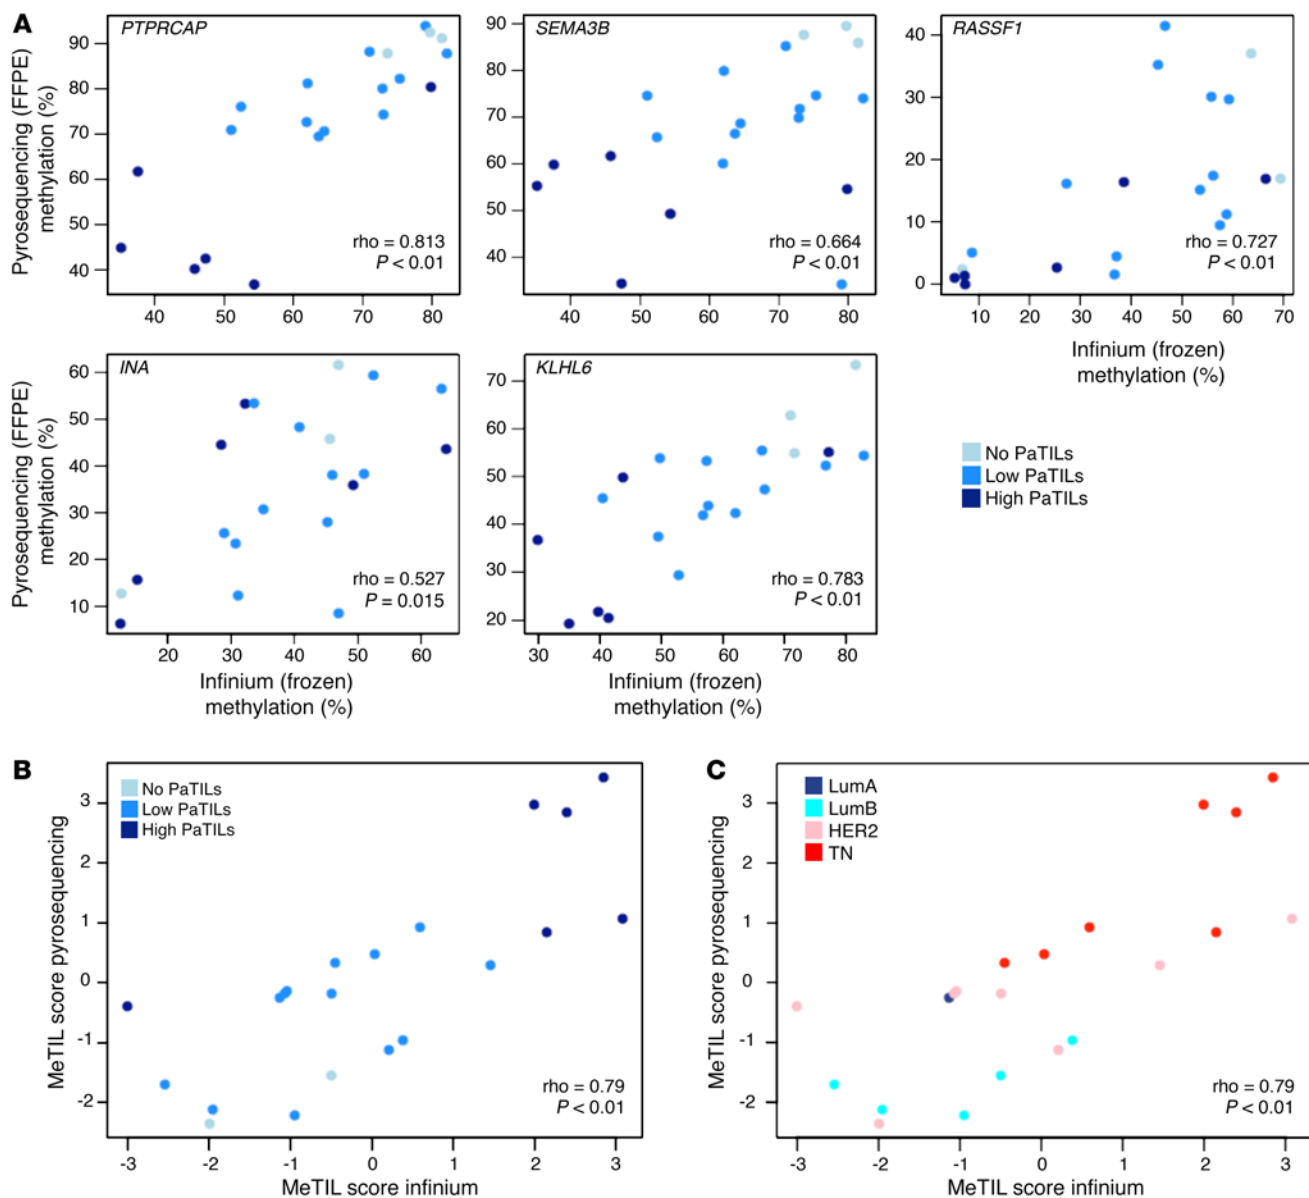 A
PTPRCAP
Pyrosequencing (FFPE)
methylation (%)
90
80
70
60
50
40
rho = 0.813
P < 0.01
40 50 60 70 80
SEMA3B
90
80
70
60
50
40
rho = 0.664
P < 0.01
40 50 60 70 80
RASSF1
40
30
20
10
0
rho = 0.727
P < 0.01
10 20 30 40 50 60 70
Infinium (frozen)
methylation (%)
INA
Pyrosequencing (FFPE)
methylation (%)
60
50
40
30
20
10
rho = 0.527
P = 0.015
20 30 40 50 60
Infinium (frozen)
methylation (%)
KLHL6
70
60
50
40
30
20
rho = 0.783
P < 0.01
30 40 50 60 70 80
Infinium (frozen)
methylation (%)
No PaTILs
Low PaTILs
High PaTILs
B
No PaTILs
Low PaTILs
High PaTILs
MeTIL score pyrosequencing
3
2
1
0
-1
-2
rho = 0.79
P < 0.01
-3 -2 -1 0 1 2 3
MeTIL score infinium
C
LumA
LumB
HER2
TN
MeTIL score pyrosequencing
3
2
1
0
-1
-2
rho = 0.79
P < 0.01
-3 -2 -1 0 1 2 3
MeTIL score infinium